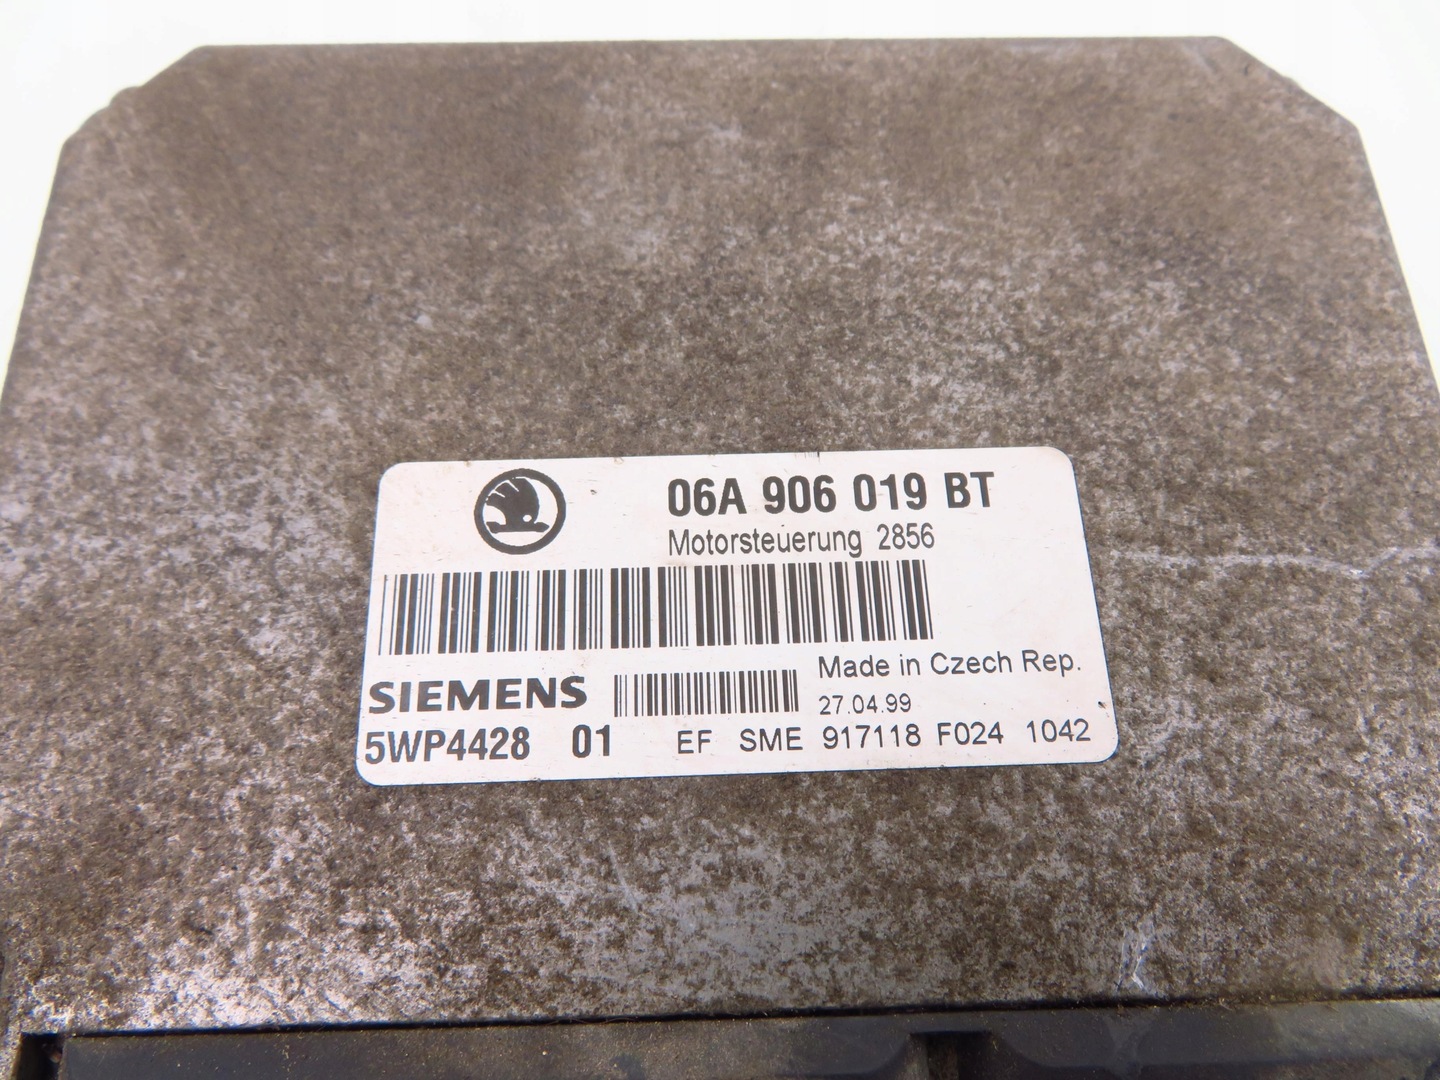 06A 906 019 BT
Motorsteuerung 2856
Made in Czech Rep.
SIEMENS
27.04.99
5WP4428 01 EF SME 917118 F024 1042